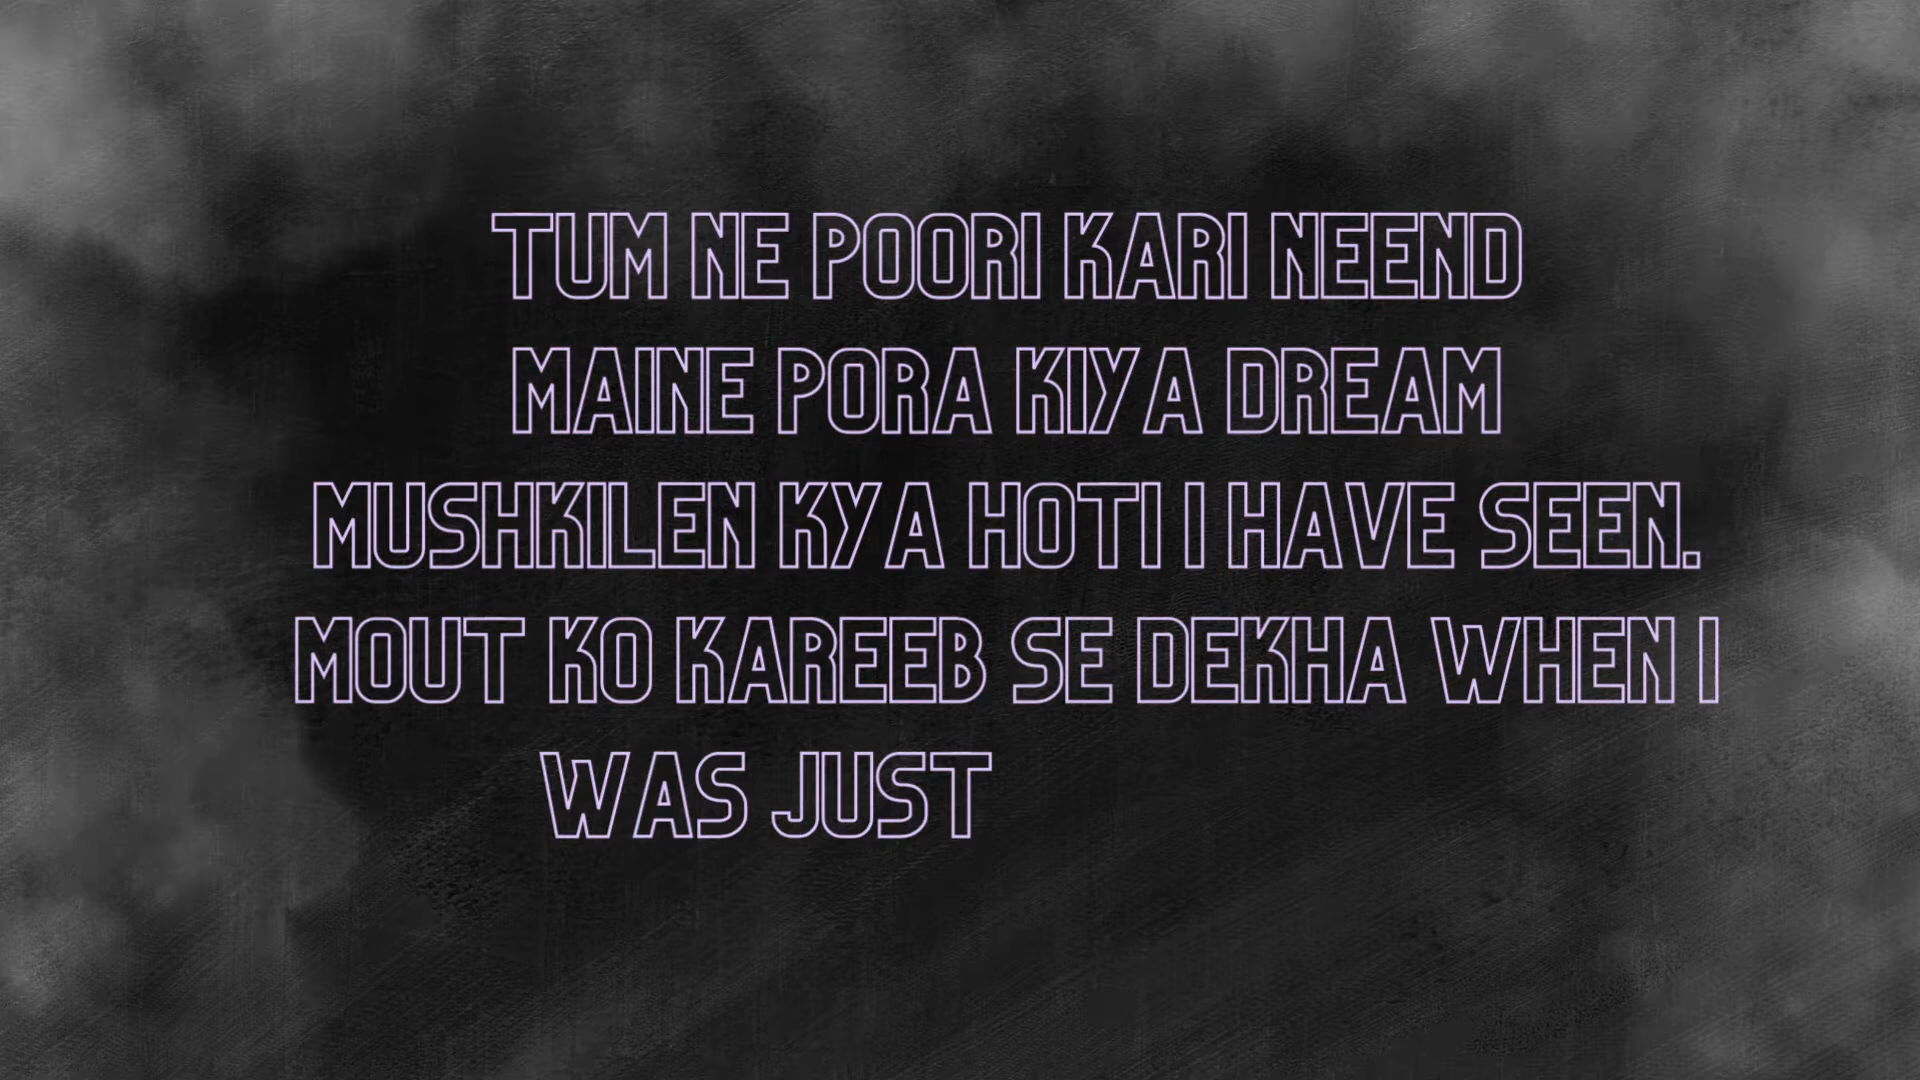 TUM NE POORI KARI NEEND
MAINE PORA KIYA DREAM
MUSHKILEN KYA HOTI I HAVE SEEN.
MOUT KO KAREEB SE DEKHA WHEN I
WAS JUST